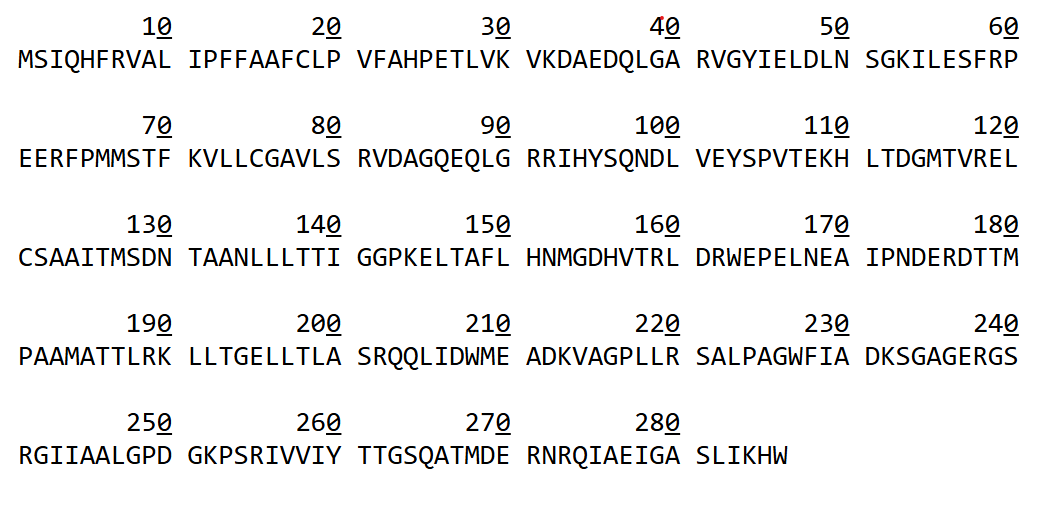 10 20 30 40 50 60
MSIQHFRVAL IPFFAAFCLP VFAHPETLVK VKDAEDQLGA RVGYIELDLN SGKILESFRP
70 80 90 100 110 120
EERFPMMSTF KVLLCGAVLS RVDAGQEQLG RRIHYSQNDL VEYSPVTEKH LTDGMTVREL
130 140 150 160 170 180
CSAAITMSDN TAANLLLTTI GGPKELTAFL HNMGDHVTRL DRWEPELNEA IPNDERDTTM
190 200 210 220 230 240
PAAMATTLRK LLTGELLTLA SRQQLIDWME ADKVAGPLLR SALPAGWFIA DKSGAGERGS
250 260 270 280
RGIIAALGPD GKPSRIVVIY TTGSQATMDE RNRQIAEIGA SLIKHW